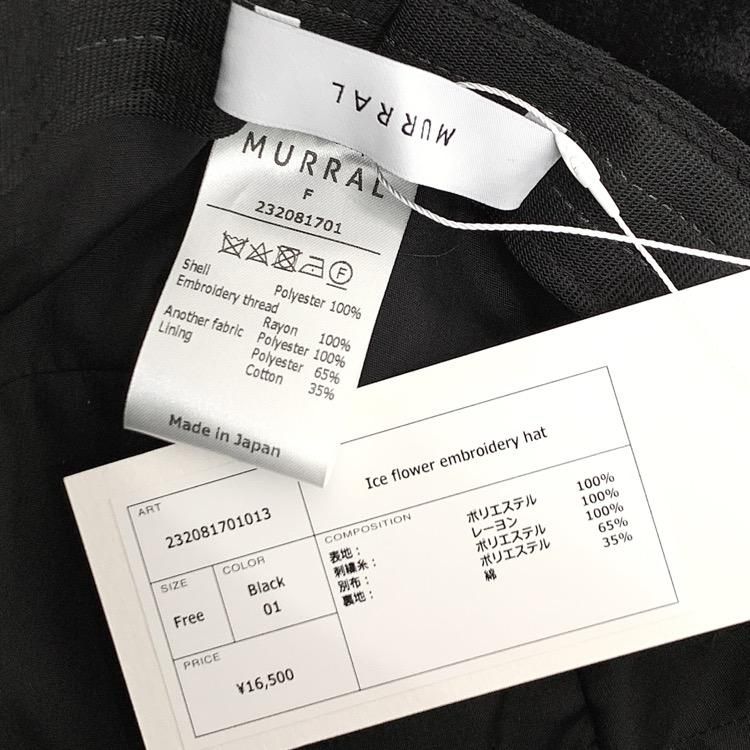 MURRAL
MURRAL
F
232081701
F
Shell Polyester 100%
Embroidery thread
Rayon 100%
Another fabric Polyester 100%
Lining Polyester 65%
Cotton 35%
Made in Japan
ART
232081701013
Ice flower embroidery hat
SIZE
Free
COLOR
Black
01
PRICE
¥16,500
COMPOSITION
表地： ポリエステル 100%
刺繍糸： レーヨン 100%
別布： ポリエステル 100%
裏地： ポリエステル 65%
綿 35%